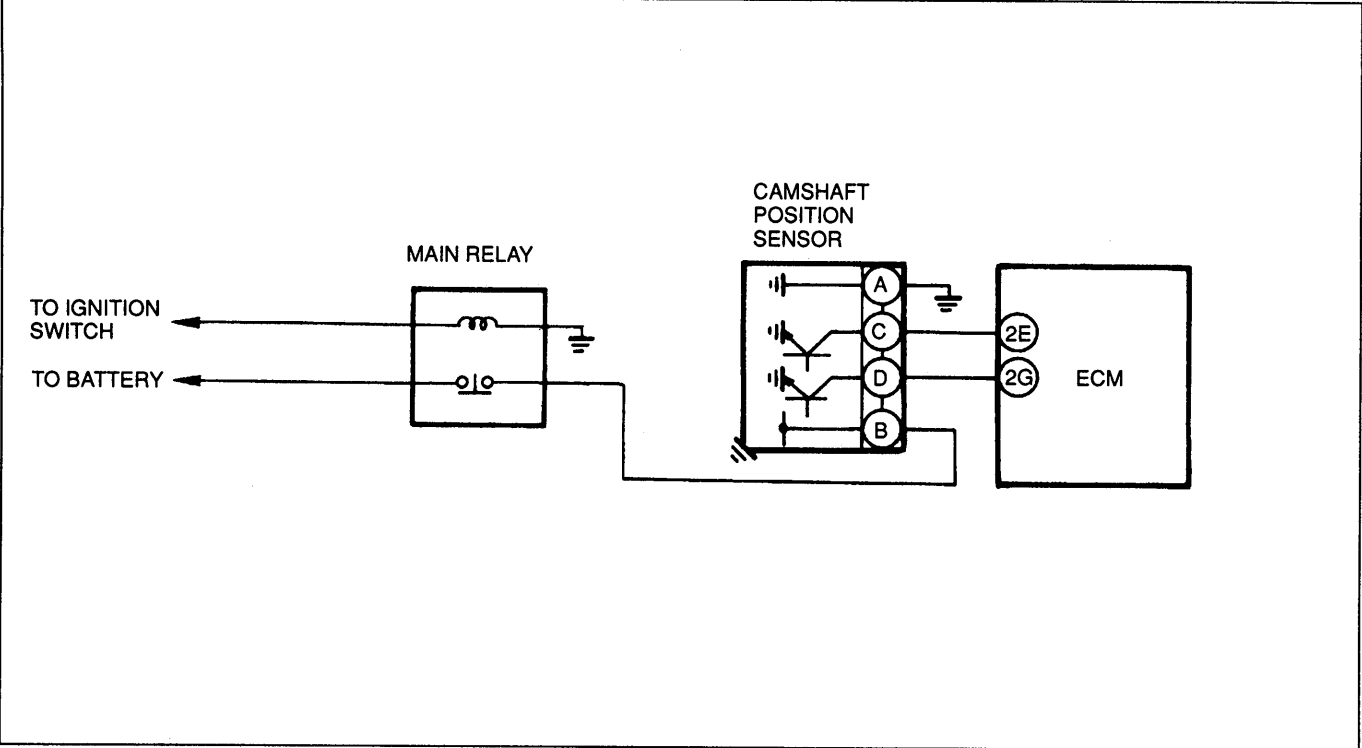 CAMSHAFT
POSITION
SENSOR
MAIN RELAY
TO IGNITION
SWITCH
TO BATTERY
A
C
D
B
2E
2G
ECM